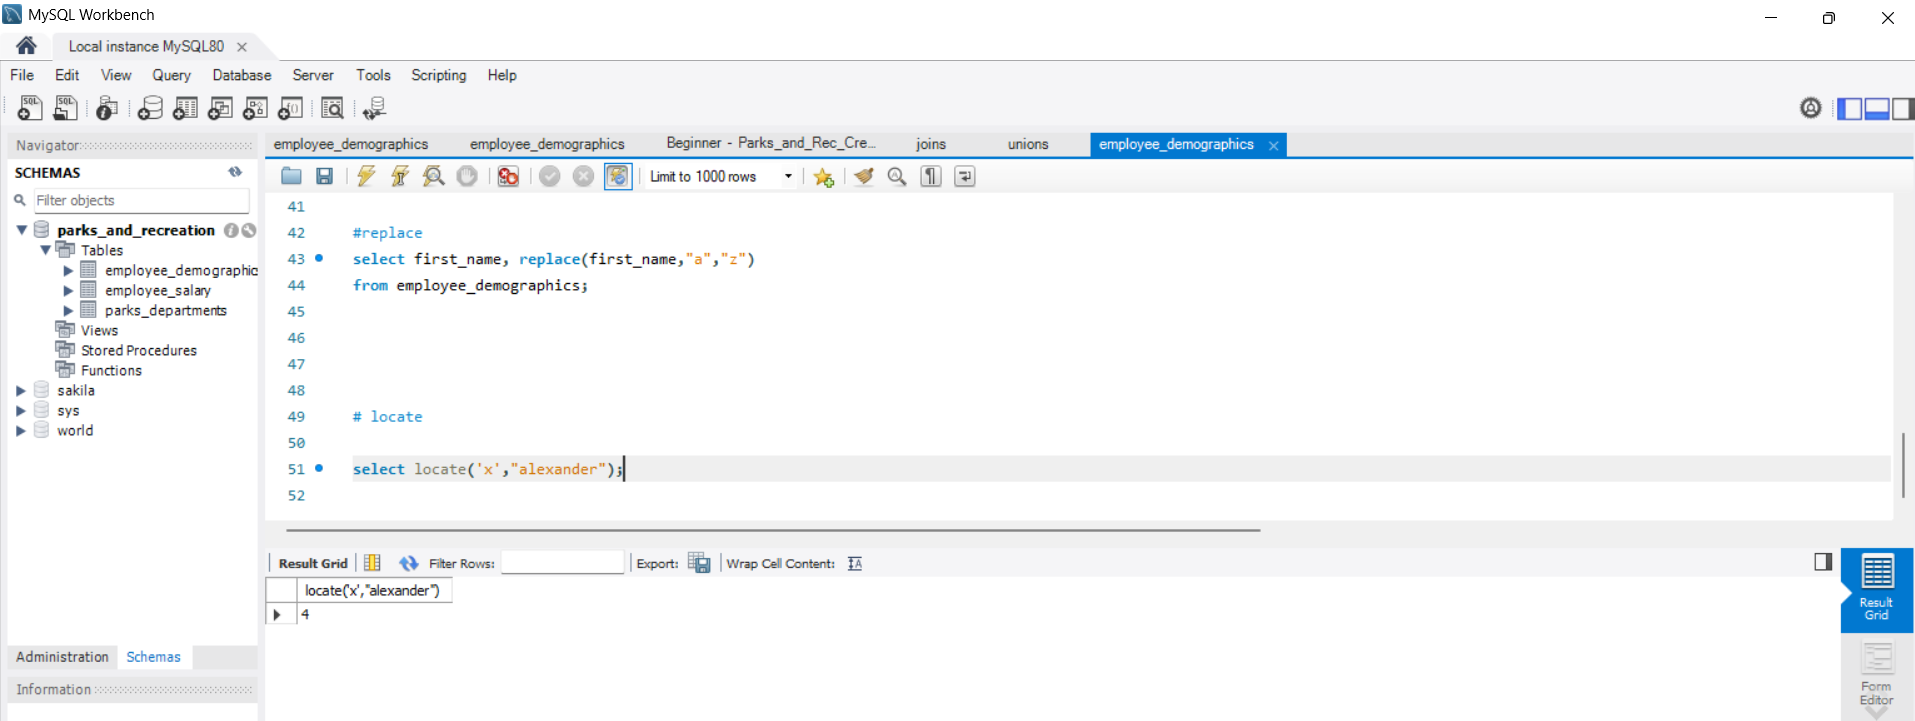 MySQL Workbench
Local instance MySQL80
File Edit View Query Database Server Tools Scripting Help
Navigator
SCHEMAS
Filter objects
parks_and_recreation
Tables
employee_demographic
employee_salary
parks_departments
Views
Stored Procedures
Functions
sakila
sys
world
Administration Schemas
Information
employee_demographics employee_demographics Beginner - Parks_and_Rec_Cre... joins unions employee_demographics
Limit to 1000 rows
41
42 #replace
43 select first_name, replace(first_name,"a","z")
44 from employee_demographics;
45
46
47
48
49 # locate
50
51 select locate('x',"alexander");
52
Result Grid Filter Rows: Export: Wrap Cell Content:
locate('x',"alexander")
4
Result
Grid
Form
Editor